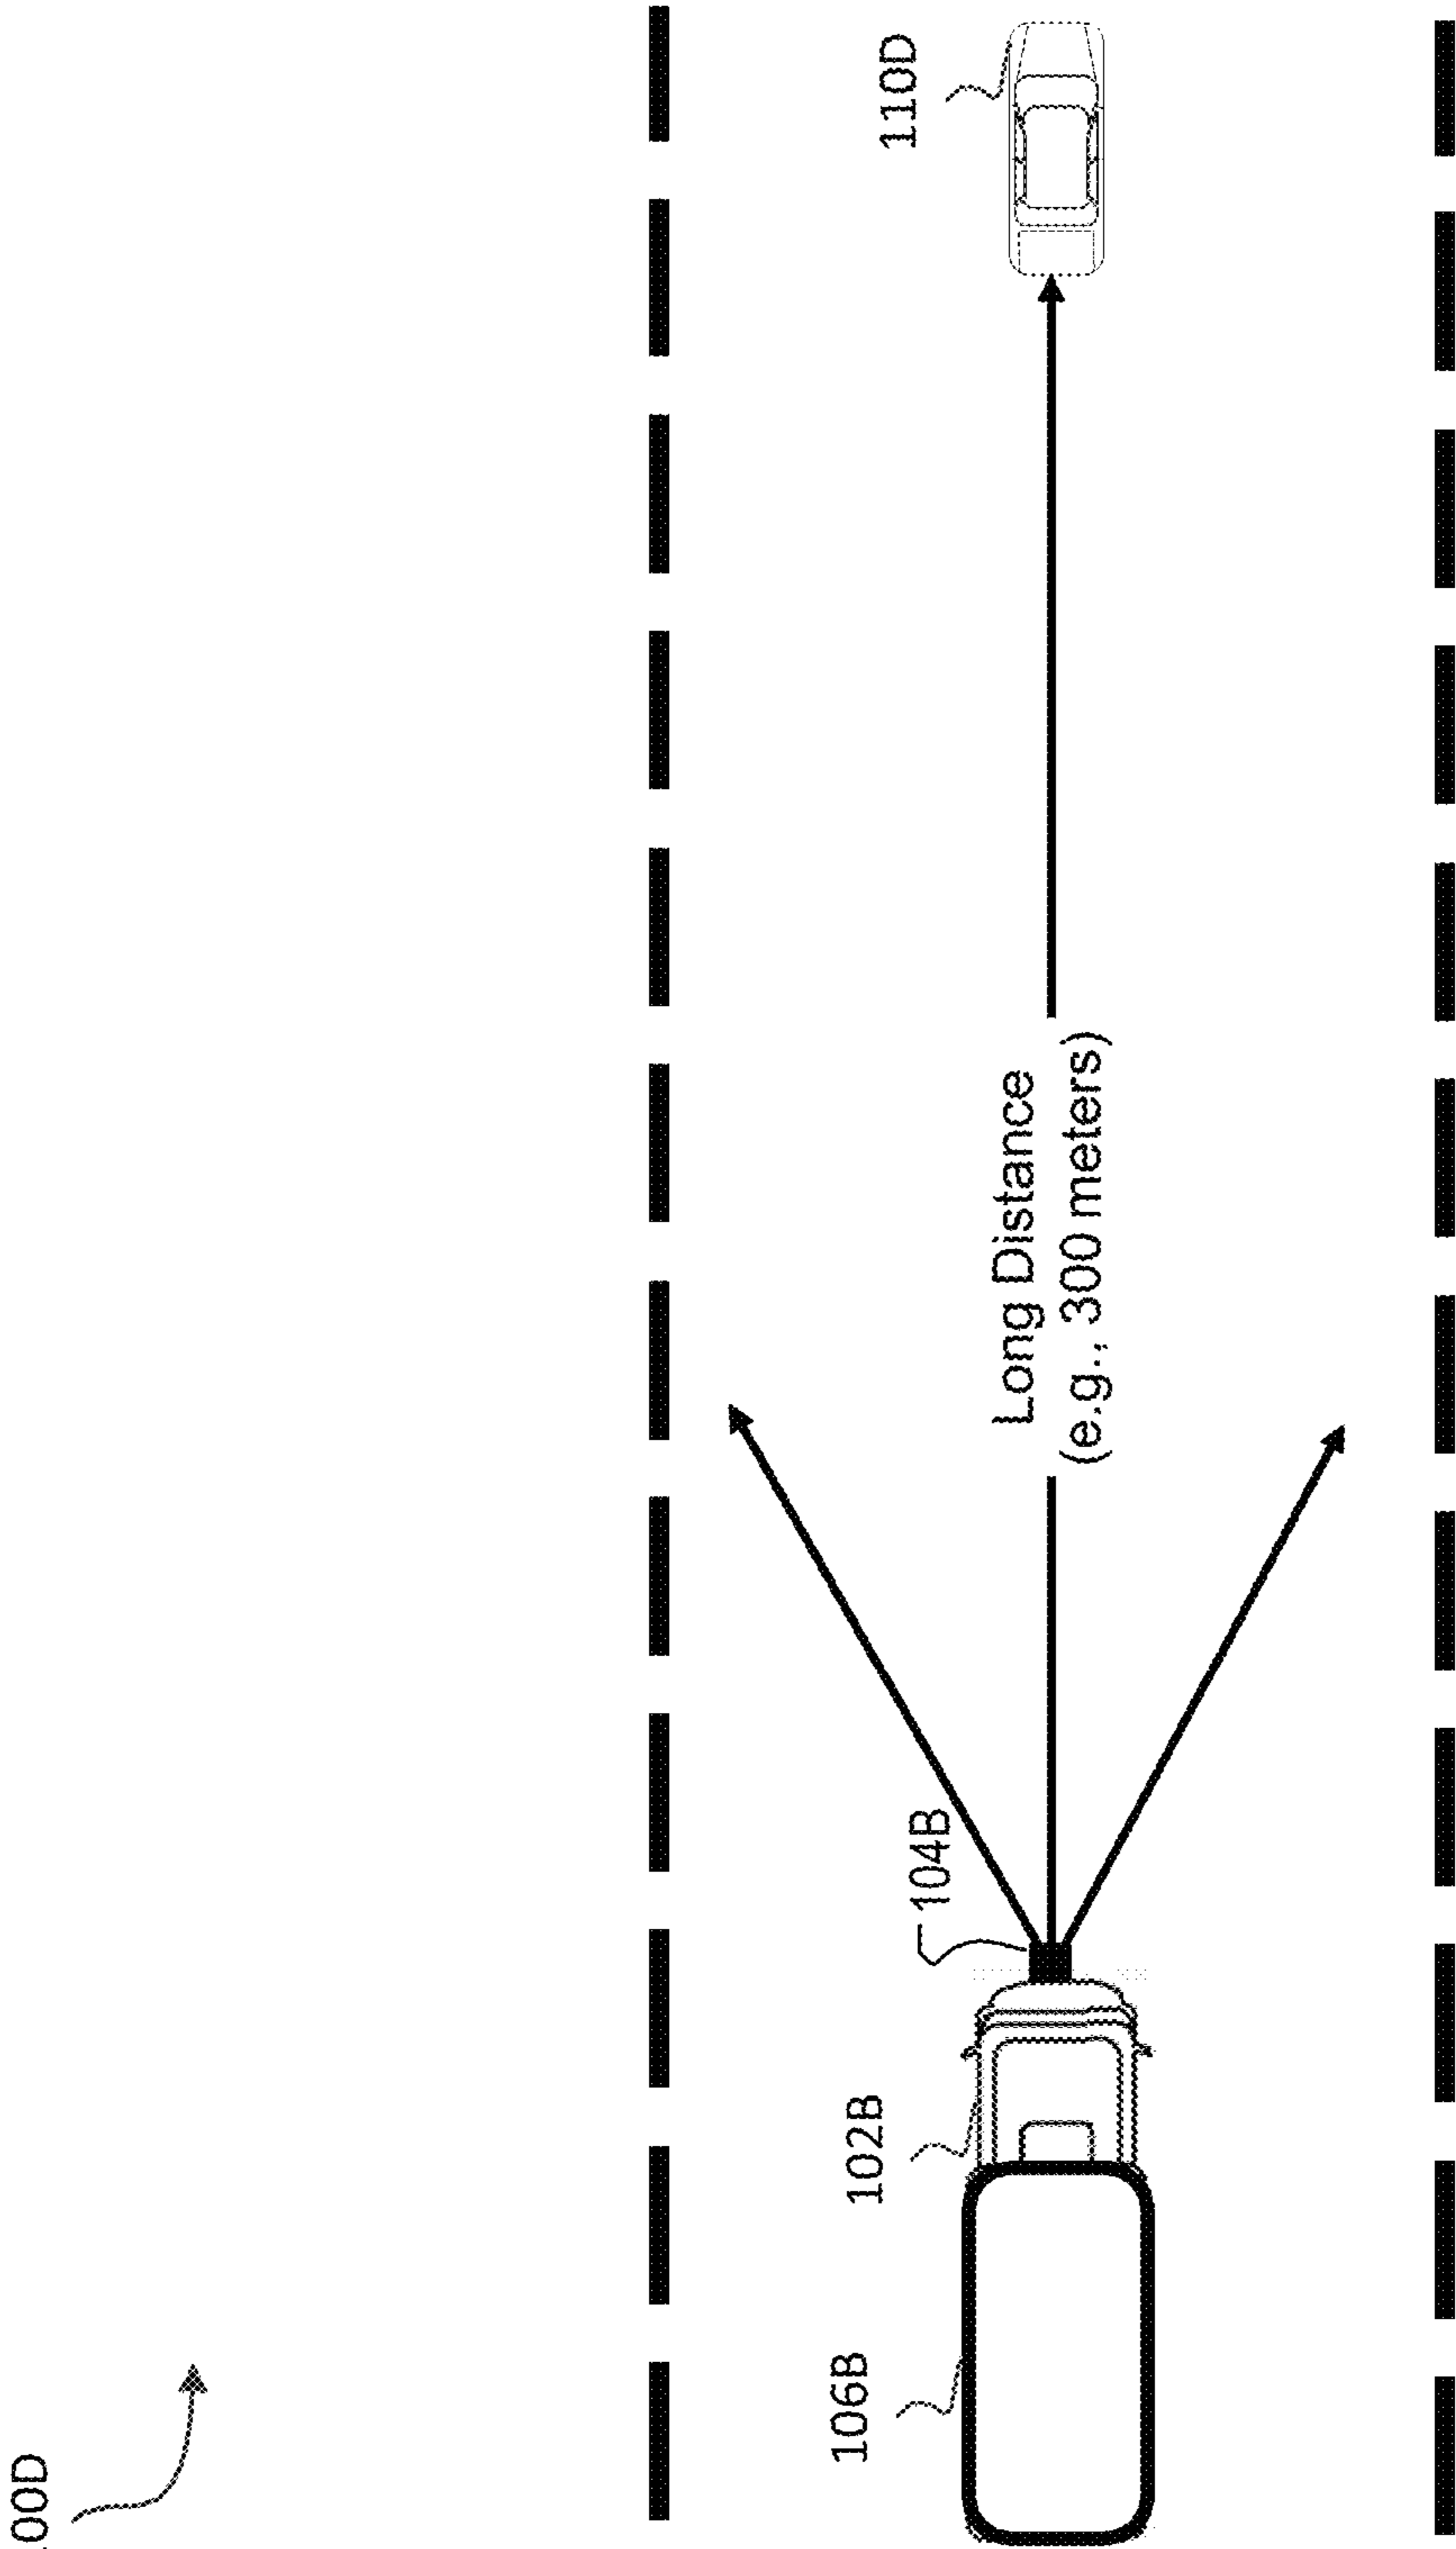 00D
106B
102B
110D
104B
Long Distance
(e.g., 300 meters)